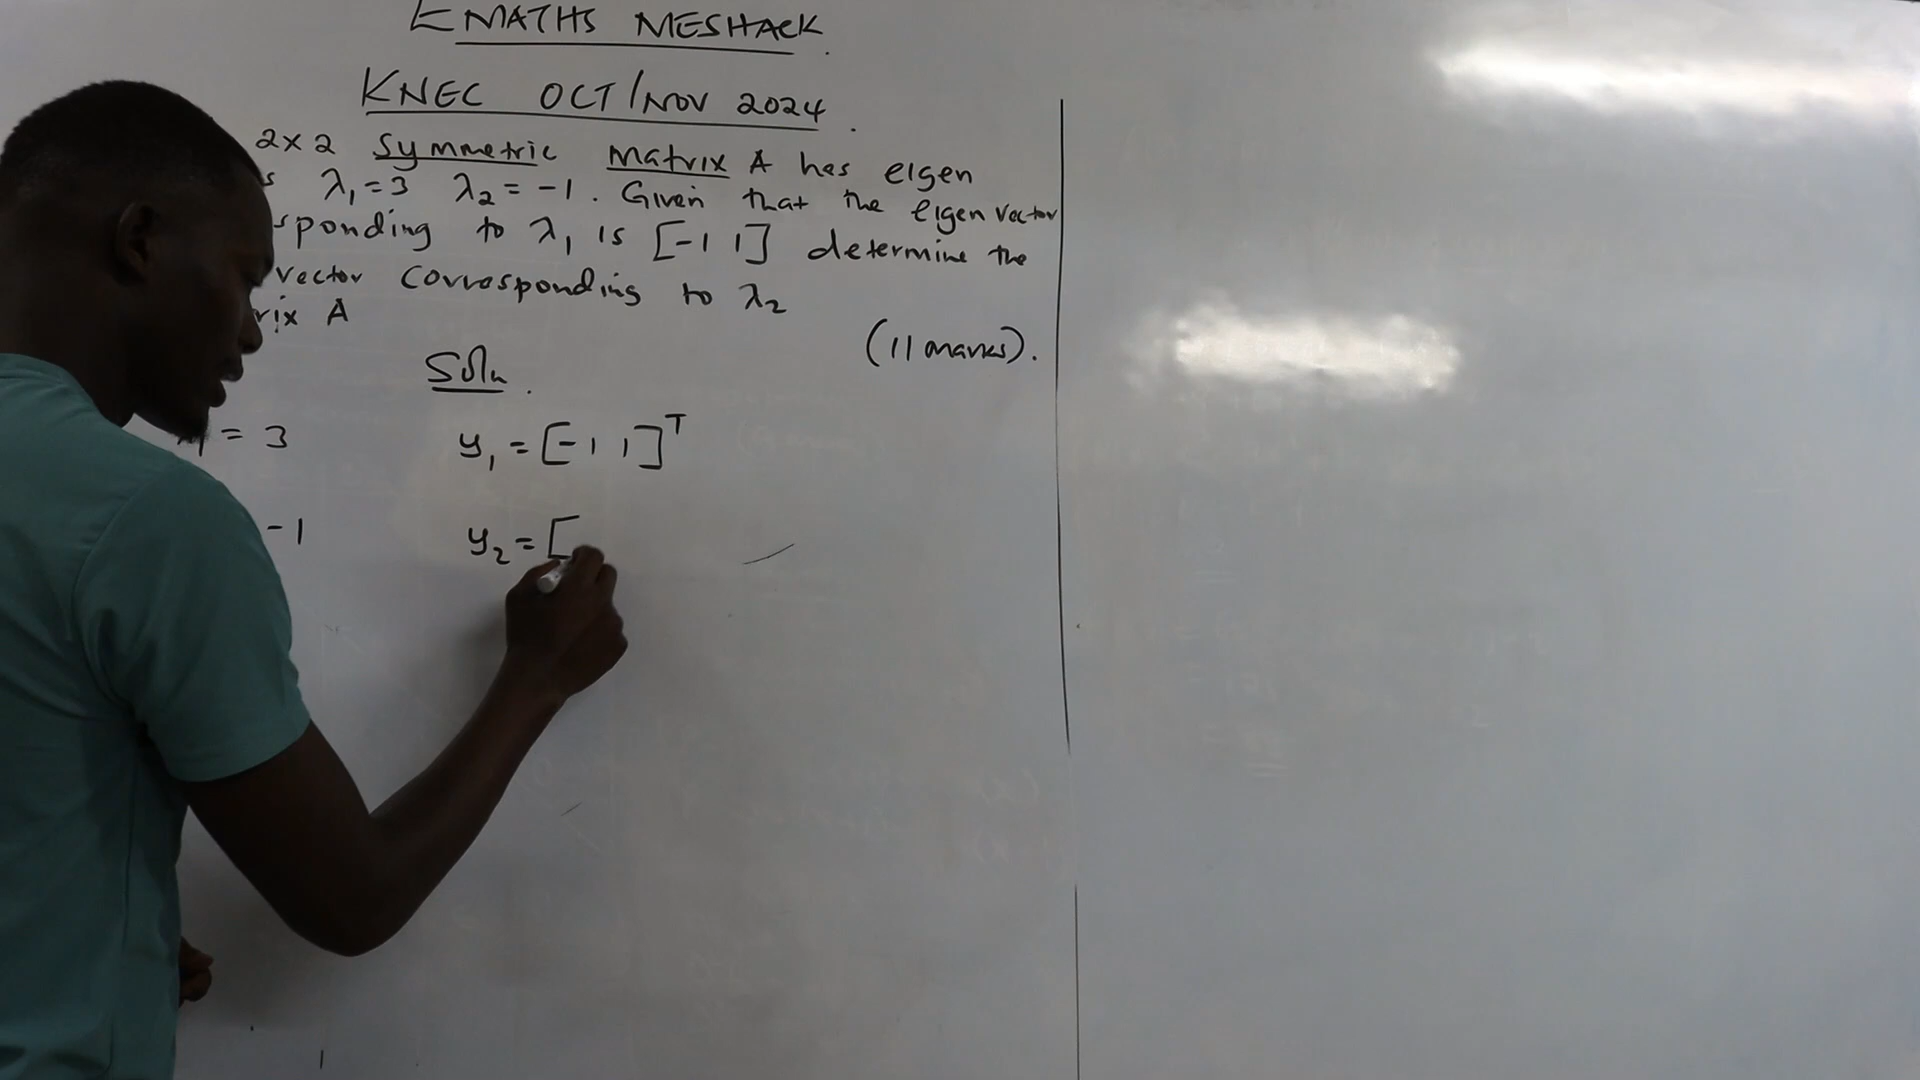 EMATHS MESHACK.
KNEC OCT/NOV 2024.
2x2 Symmetric Matrix A has eigen
s λ₁=3 λ₂= -1. Given that the eigen vector
sponding to λ₁ is [-1 1] determine the
vector corresponding to λ₂
rix A
(11 marks).
Soln.
= 3 y₁ = [-1 1]ᵀ
-1 y₂ = [